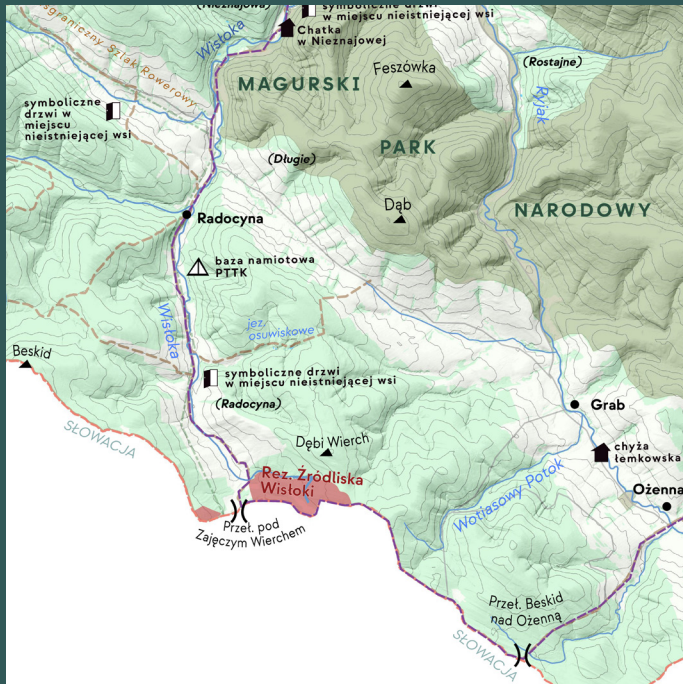 (Nieznajowa)
symboliczne drzwi
w miejscu nieistniejącej wsi
Chatka
w Nieznajowej
Wisłoka
graniczny Szlak Rowerowy
MAGURSKI
Feszówka
(Rostajne)
Ryjak
symboliczne
drzwi w
miejscu
nieistniejącej wsi
PARK
(Długie)
Dąb
NARODOWY
Radocyna
baza namiotowa
PTTK
Wisłoka
jez.
osuwiskowe
Beskid
symboliczne drzwi
w miejscu nieistniejącej wsi
(Radocyna)
Grab
SŁOWACJA
Dębi Wierch
chyża
łemkowska
Rez. Źródliska
Wisłoki
Wotiasowy Potok
Ożenna
Przeł. pod
Zajęczym Wierchem
Przeł. Beskid
nad Ożenną
SŁOWACJA